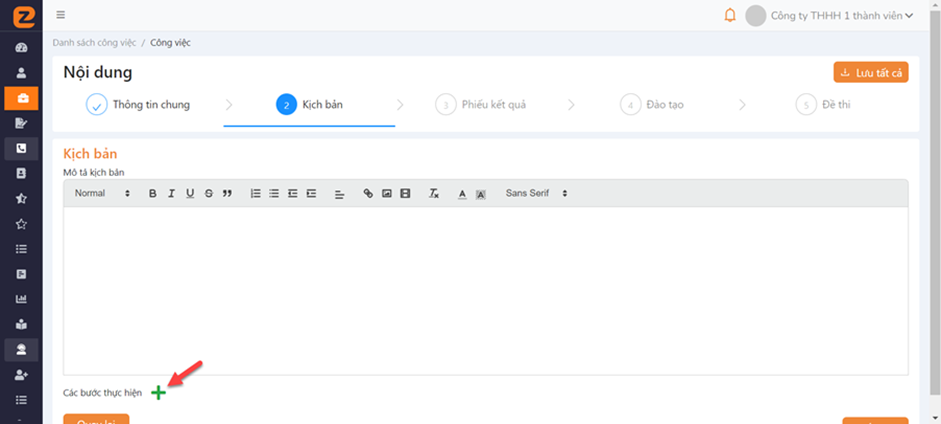 Công ty THHH 1 thành viên
Danh sách công việc / Công việc
Nội dung
Lưu tất cả
Thông tin chung
2 Kịch bản
3 Phiếu kết quả
4 Đào tạo
5 Đề thi
Kịch bản
Mô tả kịch bản
Normal
Sans Serif
Các bước thực hiện
Quay lại